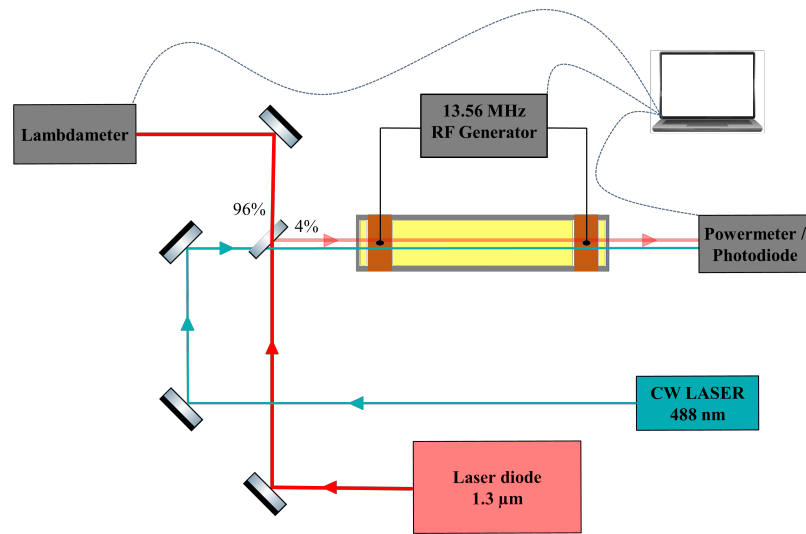 13.56 MHz
RF Generator
Lambdameter
96%
4%
Powermeter /
Photodiode
CW LASER
488 nm
Laser diode
1.3 µm